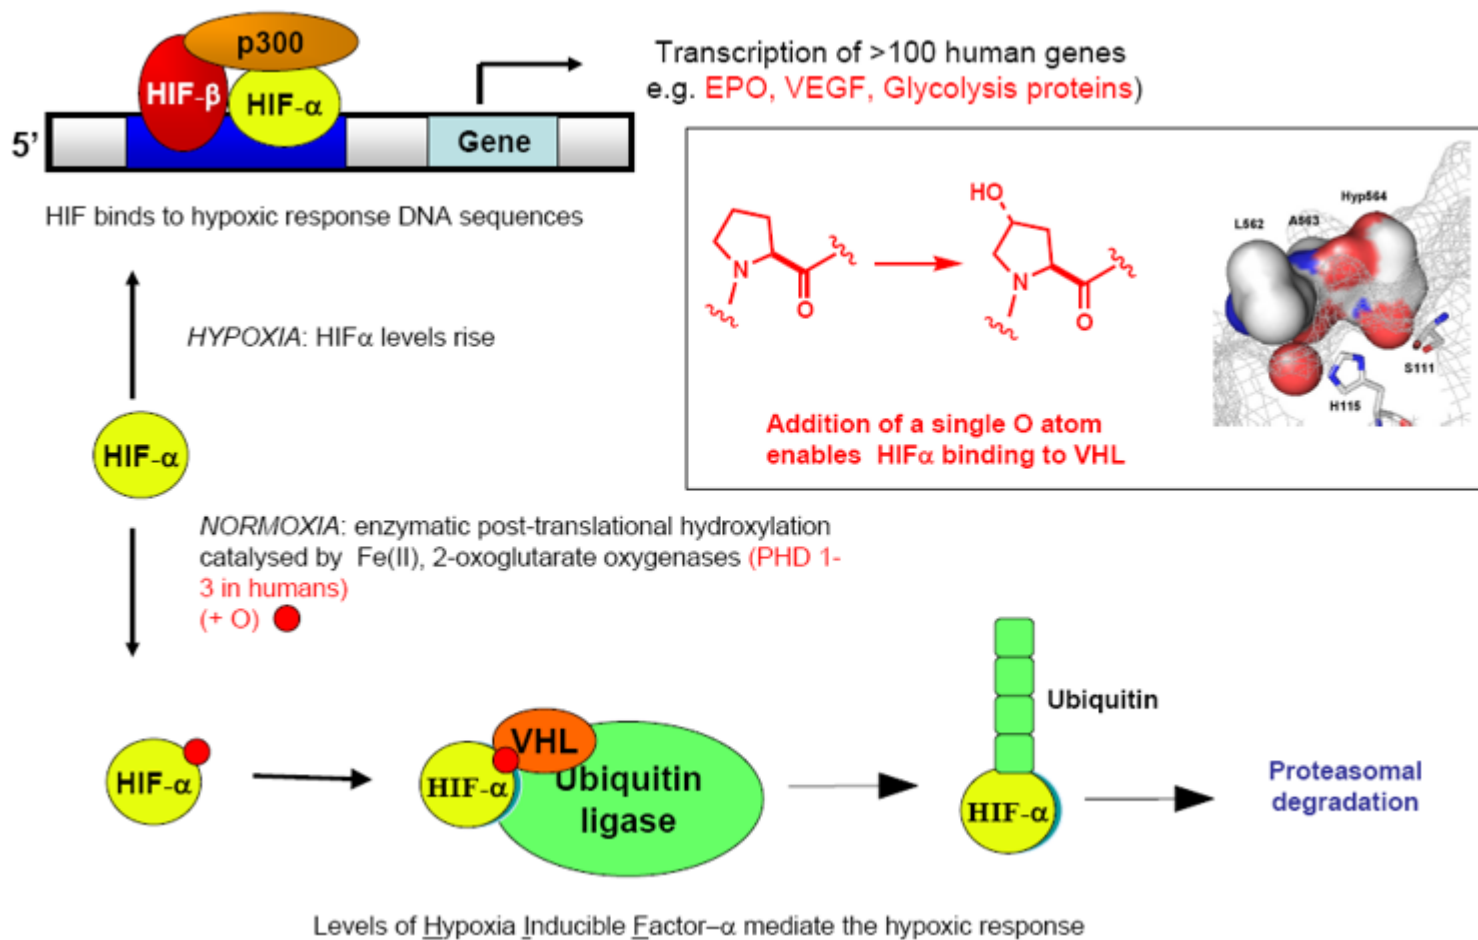 p300
HIF-β
HIF-α
5’
Gene
Transcription of >100 human genes
e.g. EPO, VEGF, Glycolysis proteins)
HIF binds to hypoxic response DNA sequences
HYPOXIA: HIFα levels rise
HIF-α
HO
N
O
N
O
Addition of a single O atom
enables HIFα binding to VHL
L562
A563
Hyp564
S111
H115
NORMOXIA: enzymatic post-translational hydroxylation
catalysed by Fe(II), 2-oxoglutarate oxygenases (PHD 1-
3 in humans)
(+ O)
HIF-α
VHL
HIF-α
Ubiquitin
ligase
Ubiquitin
HIF-α
Proteasomal
degradation
Levels of Hypoxia Inducible Factor–α mediate the hypoxic response